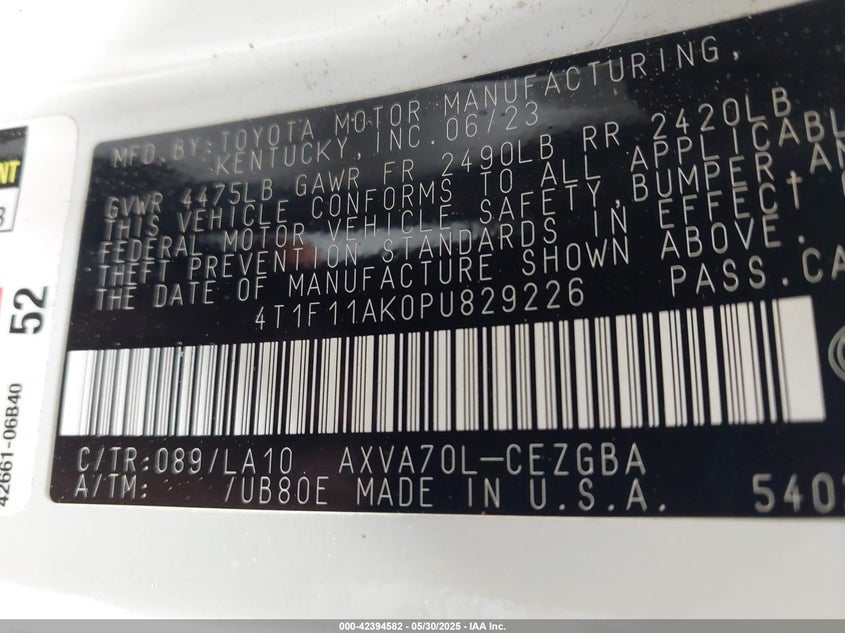 MFD. BY: TOYOTA MOTOR MANUFACTURING,
KENTUCKY, INC. 06/23
GVWR 4475LB GAWR FR 2490LB RR 2420LB
THIS VEHICLE CONFORMS TO ALL APPLICABL
FEDERAL MOTOR VEHICLE SAFETY, BUMPER, AN
THEFT PREVENTION STANDARDS IN EFFECT O
THE DATE OF MANUFACTURE SHOWN ABOVE.
4T1F11AK0PU829226 PASS.CA
C/TR:089/LA10 AXVA70L-CEZGBA
A/TM: /UB80E MADE IN U.S.A. 540
52
42661-06B40
000-42394582 - 05/30/2025 - IAA Inc.